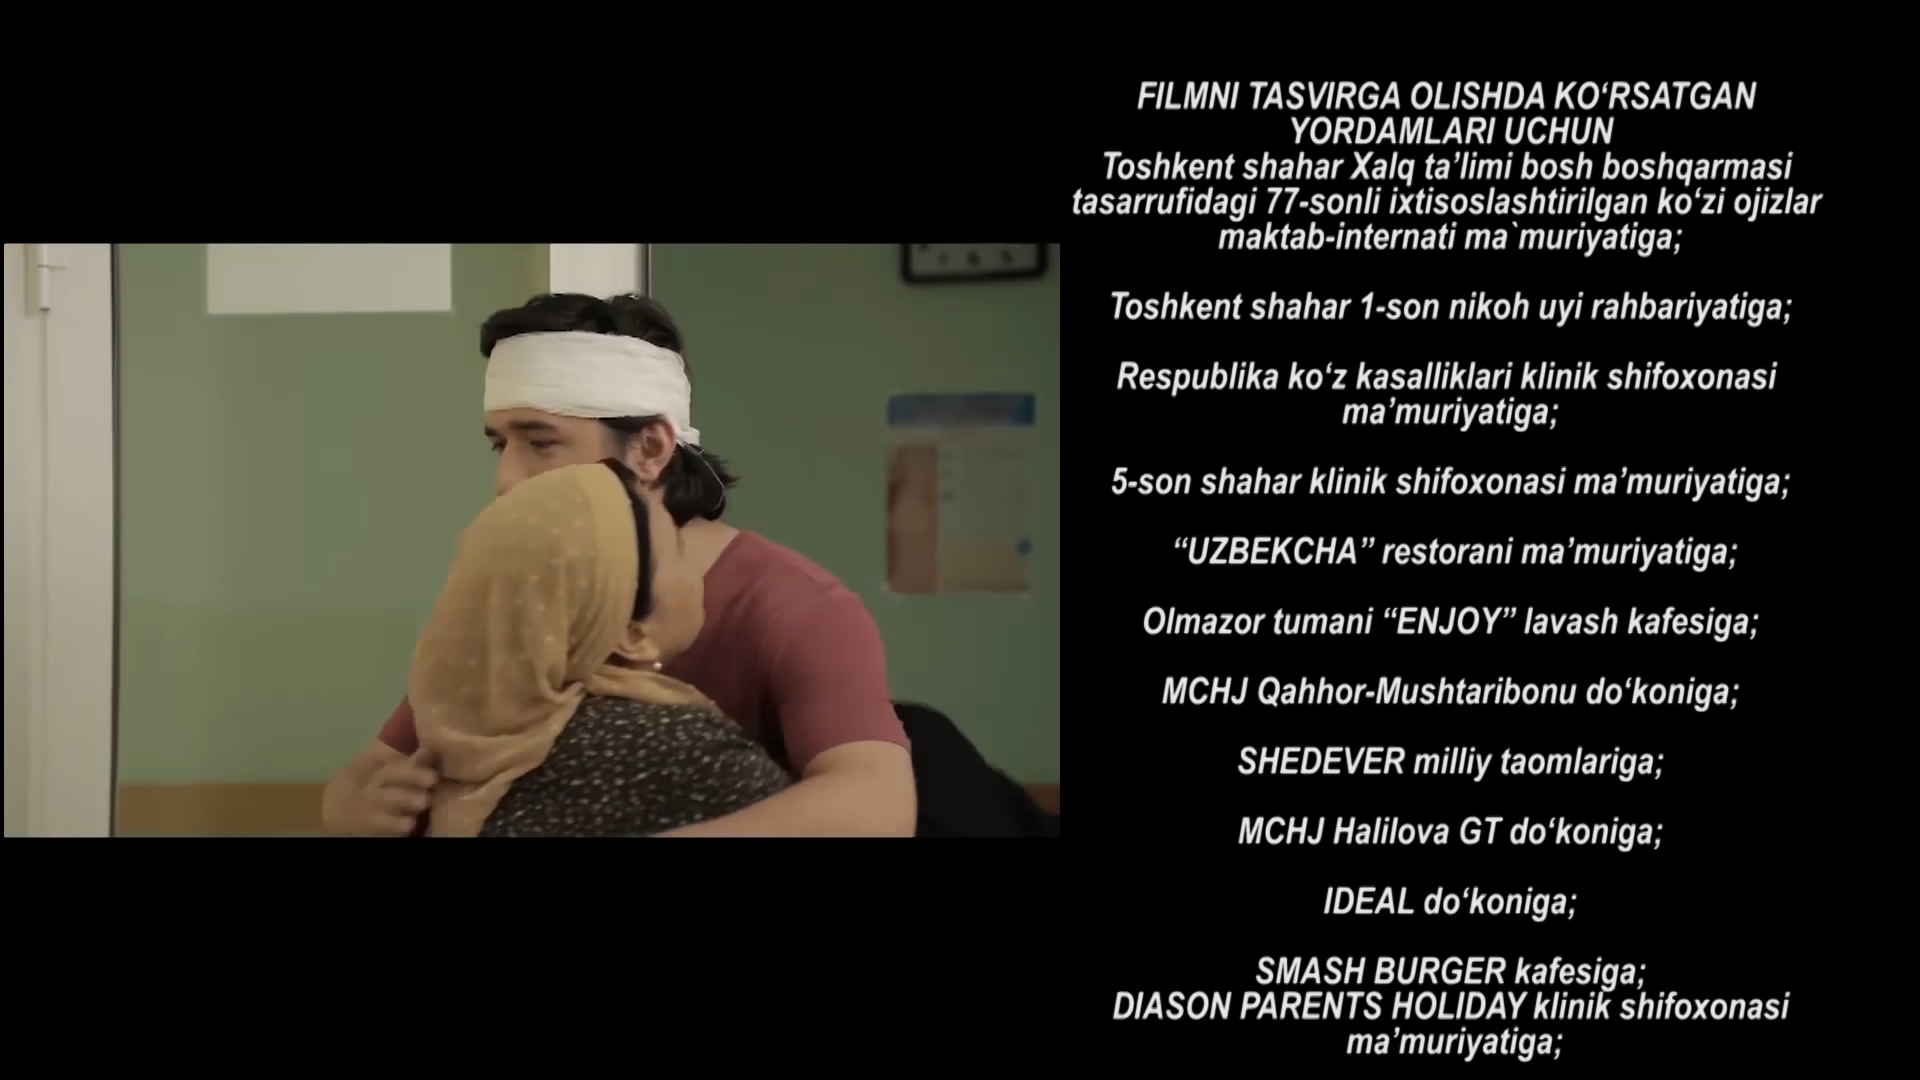 FILMNI TASVIRGA OLISHDA KO‘RSATGAN
YORDAMLARI UCHUN
Toshkent shahar Xalq ta’limi bosh boshqarmasi
tasarrufidagi 77-sonli ixtisoslashtirilgan ko‘zi ojizlar
maktab-internati ma`muriyatiga;
Toshkent shahar 1-son nikoh uyi rahbariyatiga;
Respublika ko‘z kasalliklari klinik shifoxonasi
ma’muriyatiga;
5-son shahar klinik shifoxonasi ma’muriyatiga;
“UZBEKCHA” restorani ma’muriyatiga;
Olmazor tumani “ENJOY” lavash kafesiga;
MCHJ Qahhor-Mushtaribonu do‘koniga;
SHEDEVER milliy taomlariga;
MCHJ Halilova GT do‘koniga;
IDEAL do‘koniga;
SMASH BURGER kafesiga;
DIASON PARENTS HOLIDAY klinik shifoxonasi
ma’muriyatiga;